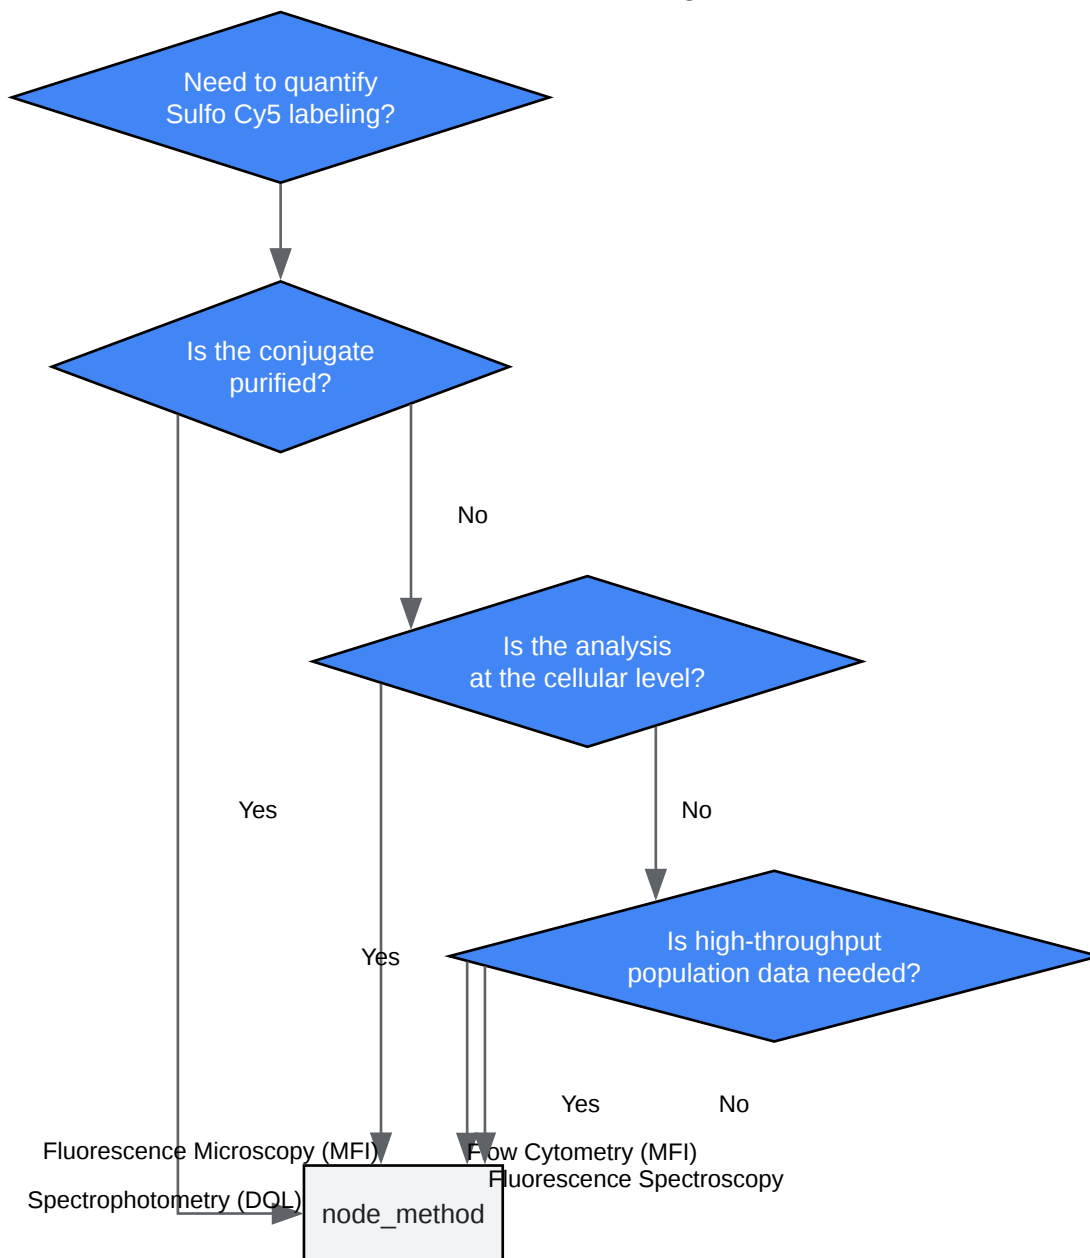 Need to quantify
Sulfo Cy5 labeling?
Is the conjugate
purified?
No
Is the analysis
at the cellular level?
Yes
No
Is high-throughput
population data needed?
Yes
Yes
No
Fluorescence Microscopy (MFI)
Flow Cytometry (MFI)
Fluorescence Spectroscopy
Spectrophotometry (DOL)
node_method